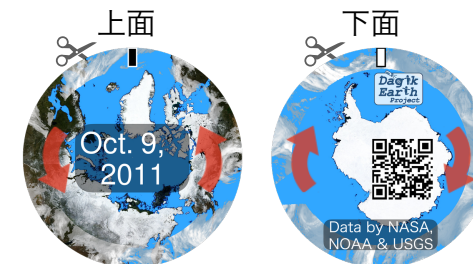 上面
下面
Oct. 9,
2011
Dagik
Earth
Project
Data by NASA,
NOAA & USGS